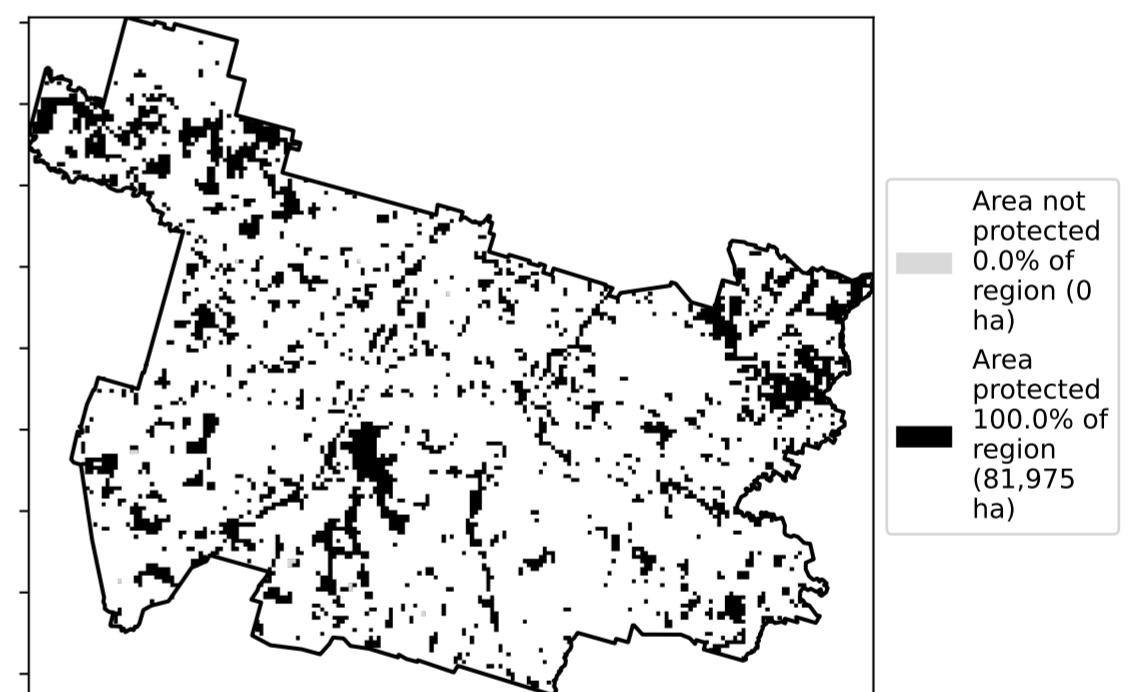 Area not
protected
0.0% of
region (0
ha)
Area
protected
100.0% of
region
(81,975
ha)